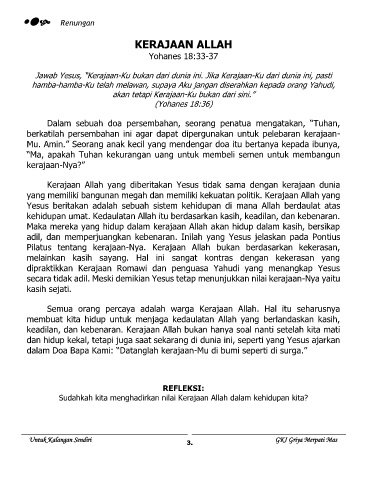 Renungan
KERAJAAN ALLAH
Yohanes 18:33-37
Jawab Yesus, “Kerajaan-Ku bukan dari dunia ini. Jika Kerajaan-Ku dari dunia ini, pasti
hamba-hamba-Ku telah melawan, supaya Aku jangan diserahkan kepada orang Yahudi,
akan tetapi Kerajaan-Ku bukan dari sini.”
(Yohanes 18:36)
Dalam sebuah doa persembahan, seorang penatua mengatakan, “Tuhan,
berkatilah persembahan ini agar dapat dipergunakan untuk pelebaran kerajaan-
Mu. Amin.” Seorang anak kecil yang mendengar doa itu bertanya kepada ibunya,
“Ma, apakah Tuhan kekurangan uang untuk membeli semen untuk membangun
kerajaan-Nya?”
Kerajaan Allah yang diberitakan Yesus tidak sama dengan kerajaan dunia
yang memiliki bangunan megah dan memiliki kekuatan politik. Kerajaan Allah yang
Yesus beritakan adalah sebuah sistem kehidupan di mana Allah berdaulat atas
kehidupan umat. Kedaulatan Allah itu berdasarkan kasih, keadilan, dan kebenaran.
Maka mereka yang hidup dalam kerajaan Allah akan hidup dalam kasih, bersikap
adil, dan memperjuangkan kebenaran. Inilah yang Yesus jelaskan pada Pontius
Pilatus tentang kerajaan-Nya. Kerajaan Allah bukan berdasarkan kekerasan,
melainkan kasih sayang. Hal ini sangat kontras dengan kekerasan yang
dipraktikkan Kerajaan Romawi dan penguasa Yahudi yang menangkap Yesus
secara tidak adil. Meski demikian Yesus tetap menunjukkan nilai kerajaan-Nya yaitu
kasih sejati.
Semua orang percaya adalah warga Kerajaan Allah. Hal itu seharusnya
membuat kita hidup untuk menjaga kedaulatan Allah yang berlandaskan kasih,
keadilan, dan kebenaran. Kerajaan Allah bukan hanya soal nanti setelah kita mati
dan hidup kekal, tetapi juga saat sekarang di dunia ini, seperti yang Yesus ajarkan
dalam Doa Bapa Kami: “Datanglah kerajaan-Mu di bumi seperti di surga.”
REFLEKSI:
Sudahkah kita menghadirkan nilai Kerajaan Allah dalam kehidupan kita?
Untuk Kalangan Sendiri
3.
GKI Griya Merpati Mas